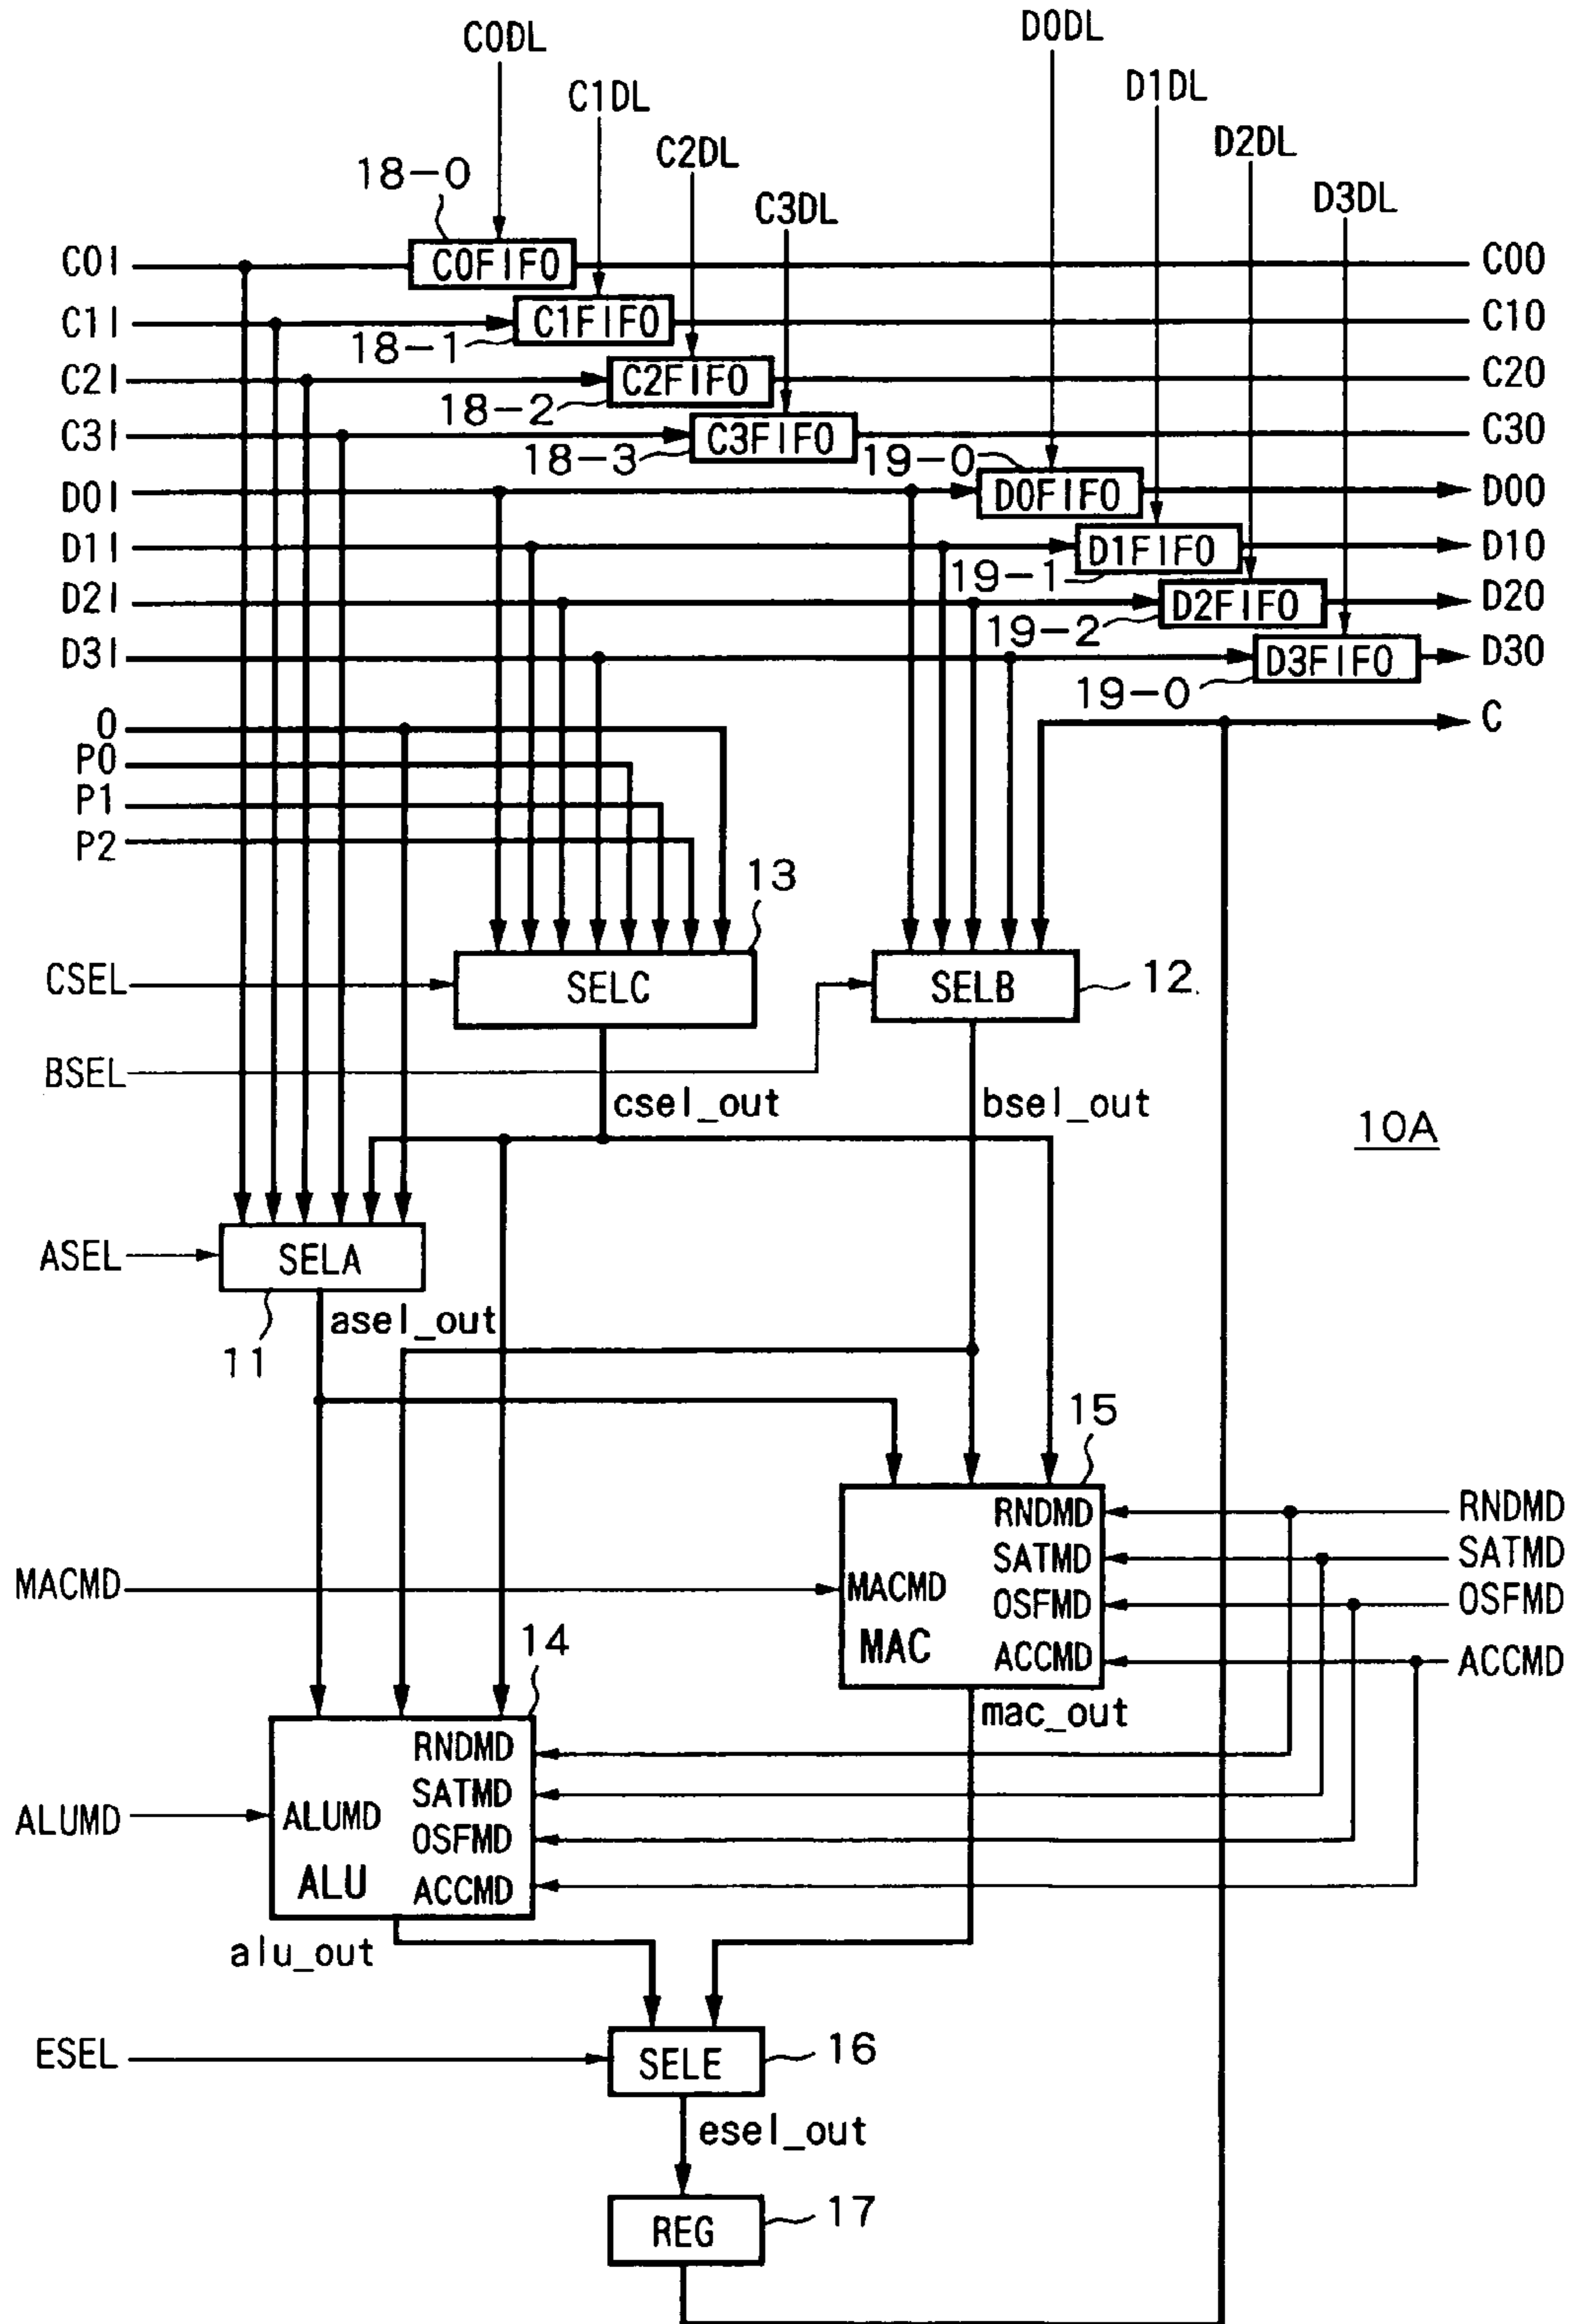 C0DL
D0DL
C1DL
D1DL
C2DL
D2DL
C3DL
D3DL
18-0
C0I
C0FIFO
C00
C1I
C1FIFO
C10
18-1
C2I
C2FIFO
C20
18-2
C3I
C3FIFO
C30
18-3
19-0
D0I
D0FIFO
D00
D1I
D1FIFO
D10
19-1
D2I
D2FIFO
D20
19-2
D3I
D3FIFO
D30
19-0
0
C
P0
P1
P2
13
CSEL
SELC
SELB
12
BSEL
csel_out
bsel_out
10A
ASEL
SELA
asel_out
11
15
RNDMD
RNDMD
SATMD
SATMD
MACMD
MACMD
OSFMD
OSFMD
MAC
ACCMD
ACCMD
14
mac_out
RNDMD
SATMD
ALUMD
ALUMD
OSFMD
ALU
ACCMD
alu_out
ESEL
SELE
16
esel_out
REG
17